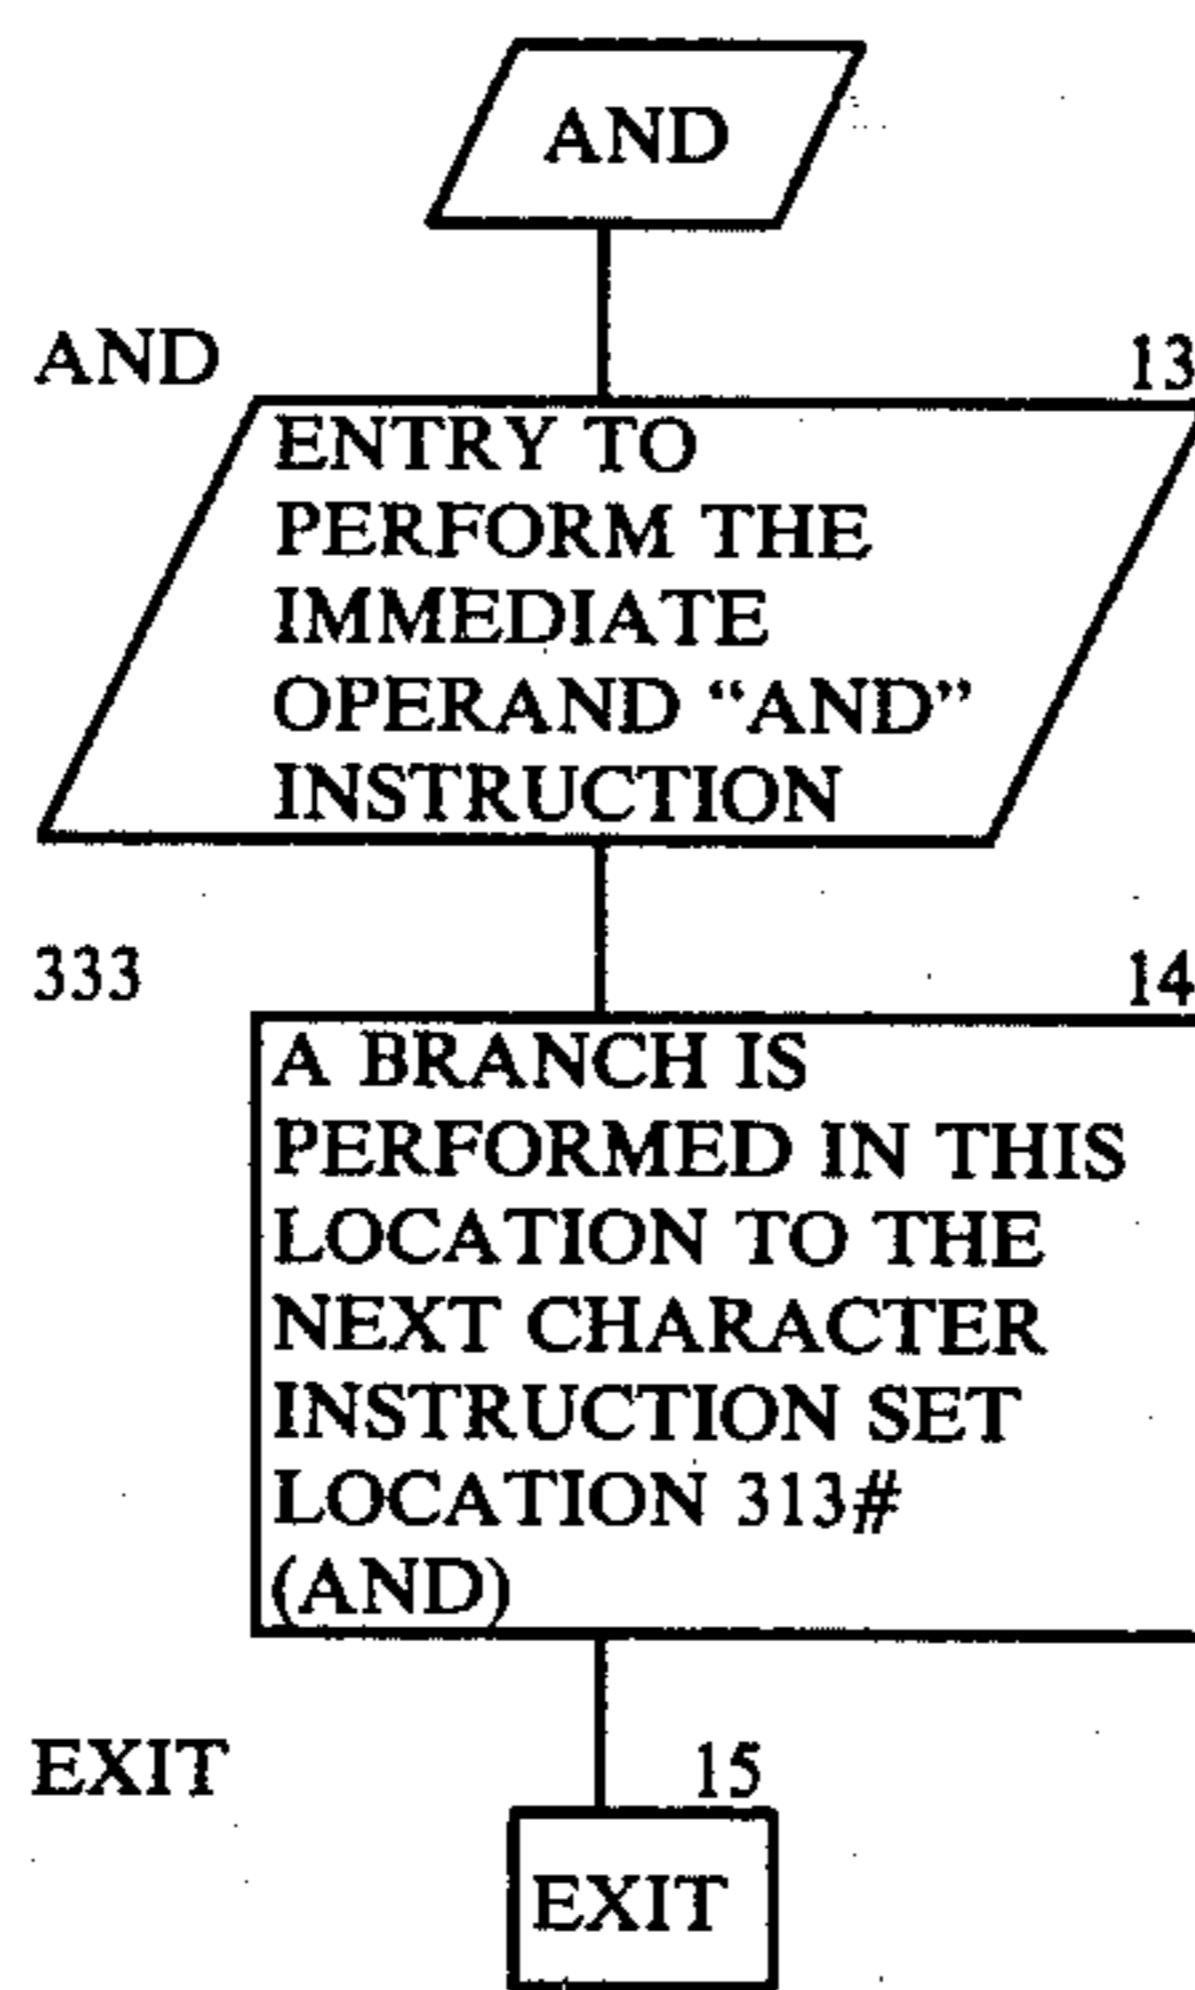 AND
AND 13
ENTRY TO
PERFORM THE
IMMEDIATE
OPERAND “AND”
INSTRUCTION
333 14
A BRANCH IS
PERFORMED IN THIS
LOCATION TO THE
NEXT CHARACTER
INSTRUCTION SET
LOCATION 313#
(AND)
EXIT 15
EXIT